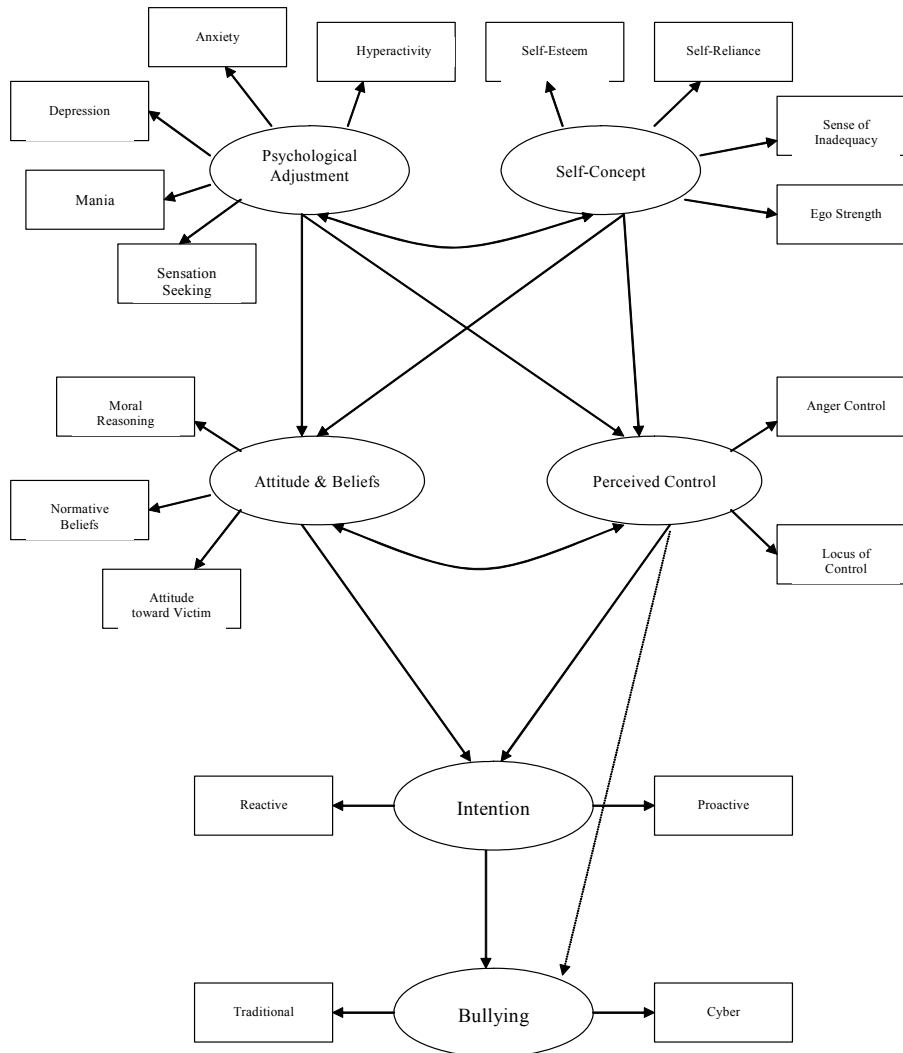 Anxiety
Hyperactivity
Self-Esteem
Self-Reliance
Depression
Psychological
Adjustment
Self-Concept
Sense of
Inadequacy
Mania
Ego Strength
Sensation
Seeking
Moral
Reasoning
Anger Control
Attitude & Beliefs
Perceived Control
Normative
Beliefs
Locus of
Control
Attitude
toward Victim
Reactive
Intention
Proactive
Traditional
Bullying
Cyber